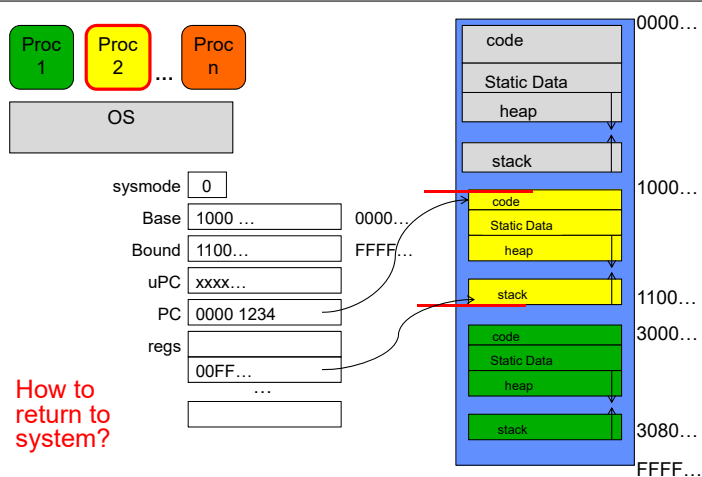 Proc
1
Proc
2
...
Proc
n
OS
sysmode 0
Base 1000 … 0000…
Bound 1100… FFFF…
uPC xxxx…
PC 0000 1234
regs
00FF…
…
How to
return to
system?
0000…
code
Static Data
heap
stack
1000…
code
Static Data
heap
stack
1100…
3000…
code
Static Data
heap
stack
3080…
FFFF…